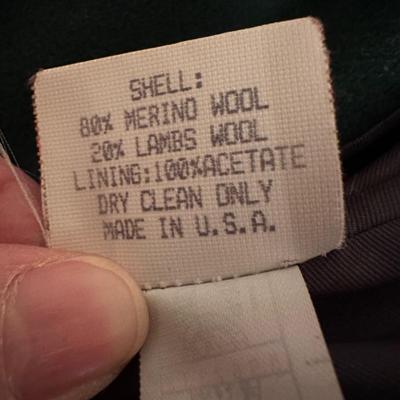 SHELL:
80% MERINO WOOL
20% LAMBS WOOL
LINING:100%ACETATE
DRY CLEAN ONLY
MADE IN U.S.A.